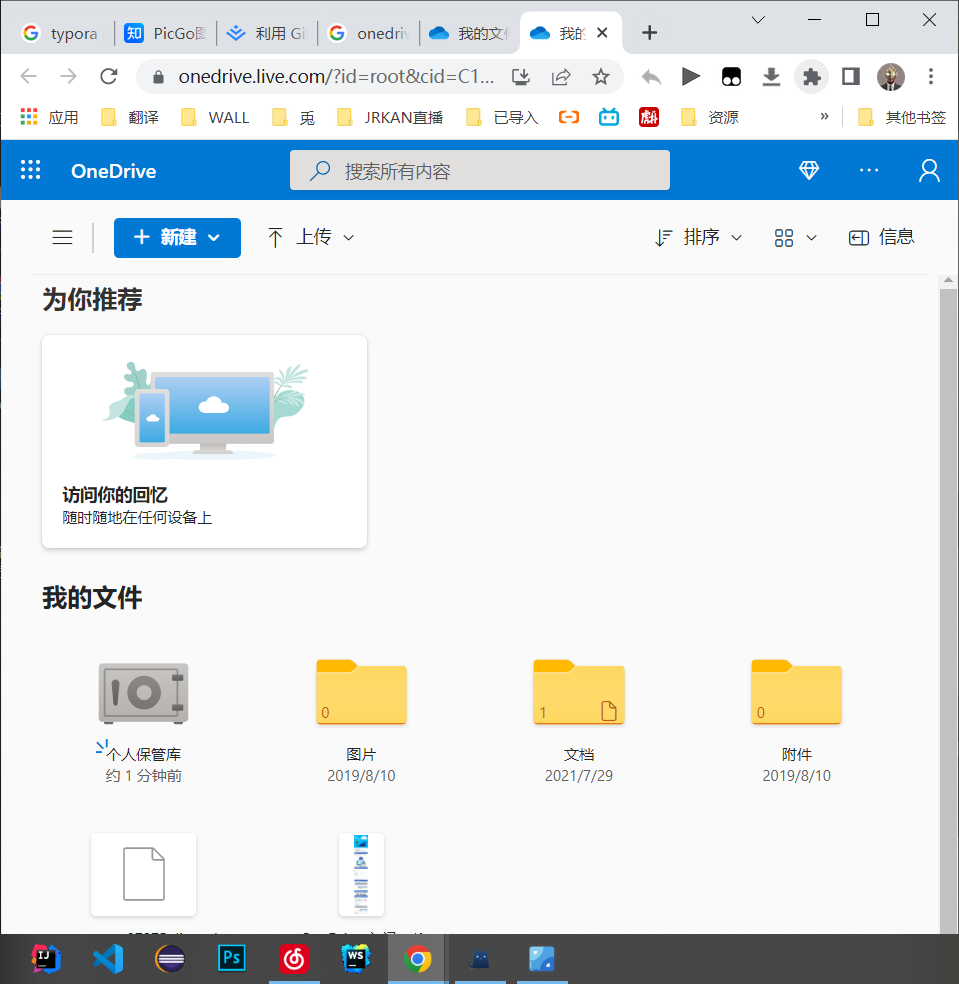 typora
PicGo图
利用 Gi
onedriv
我的文件
我的
onedrive.live.com/?id=root&cid=C1...
应用
翻译
WALL
兎
JRKAN直播
已导入
资源
»
其他书签
OneDrive
搜索所有内容
新建
上传
排序
信息
为你推荐
访问你的回忆
随时随地在任何设备上
我的文件
0
1
0
个人保管库
图片
文档
附件
约 1 分钟前
2019/8/10
2021/7/29
2019/8/10
IJ
Ps
WS